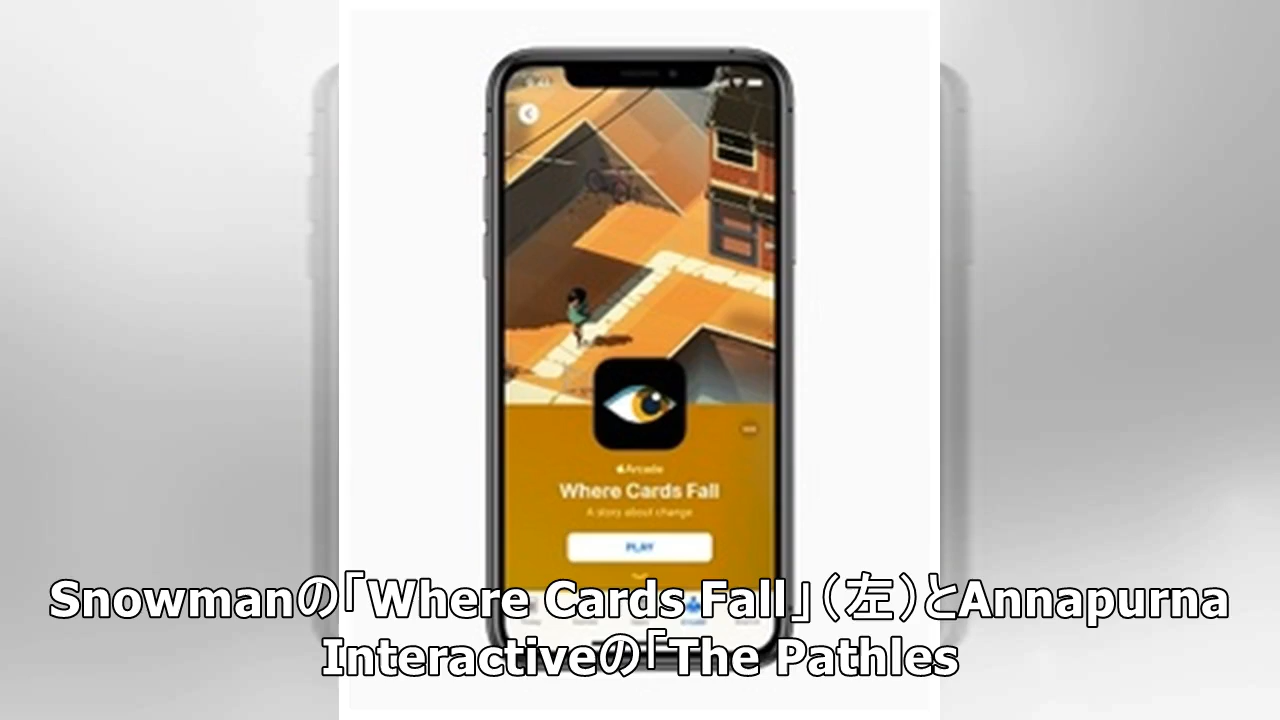 Arcade
Where Cards Fall
A story about change
PLAY
Snowmanの「Where Cards Fall」（左）とAnnapurna
Interactiveの「The Pathles